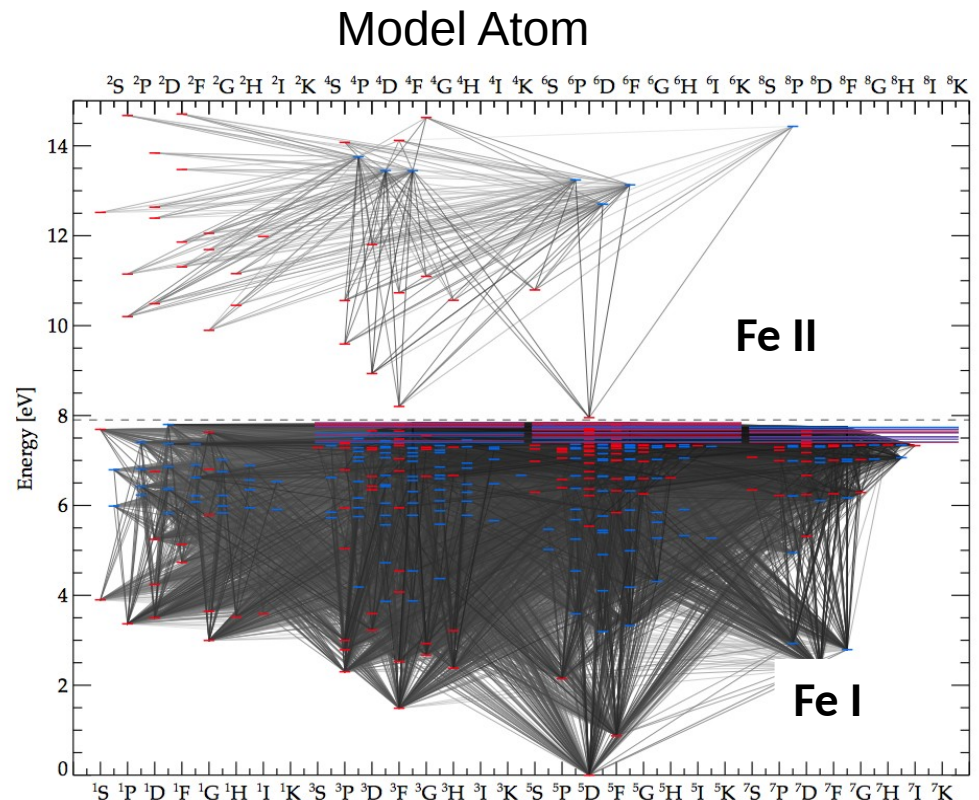 Model Atom
²S ²P ²D ²F ²G ²H ²I ²K ⁴S ⁴P ⁴D ⁴F ⁴G ⁴H ⁴I ⁴K ⁶S ⁶P ⁶D ⁶F ⁶G ⁶H ⁶I ⁶K ⁸S ⁸P ⁸D ⁸F ⁸G ⁸H ⁸I ⁸K
14
12
10
Fe II
8
Energy [eV]
6
4
2
Fe I
0
¹S ¹P ¹D ¹F ¹G ¹H ¹I ¹K ³S ³P ³D ³F ³G ³H ³I ³K ⁵S ⁵P ⁵D ⁵F ⁵G ⁵H ⁵I ⁵K ⁷S ⁷P ⁷D ⁷F ⁷G ⁷H ⁷I ⁷K